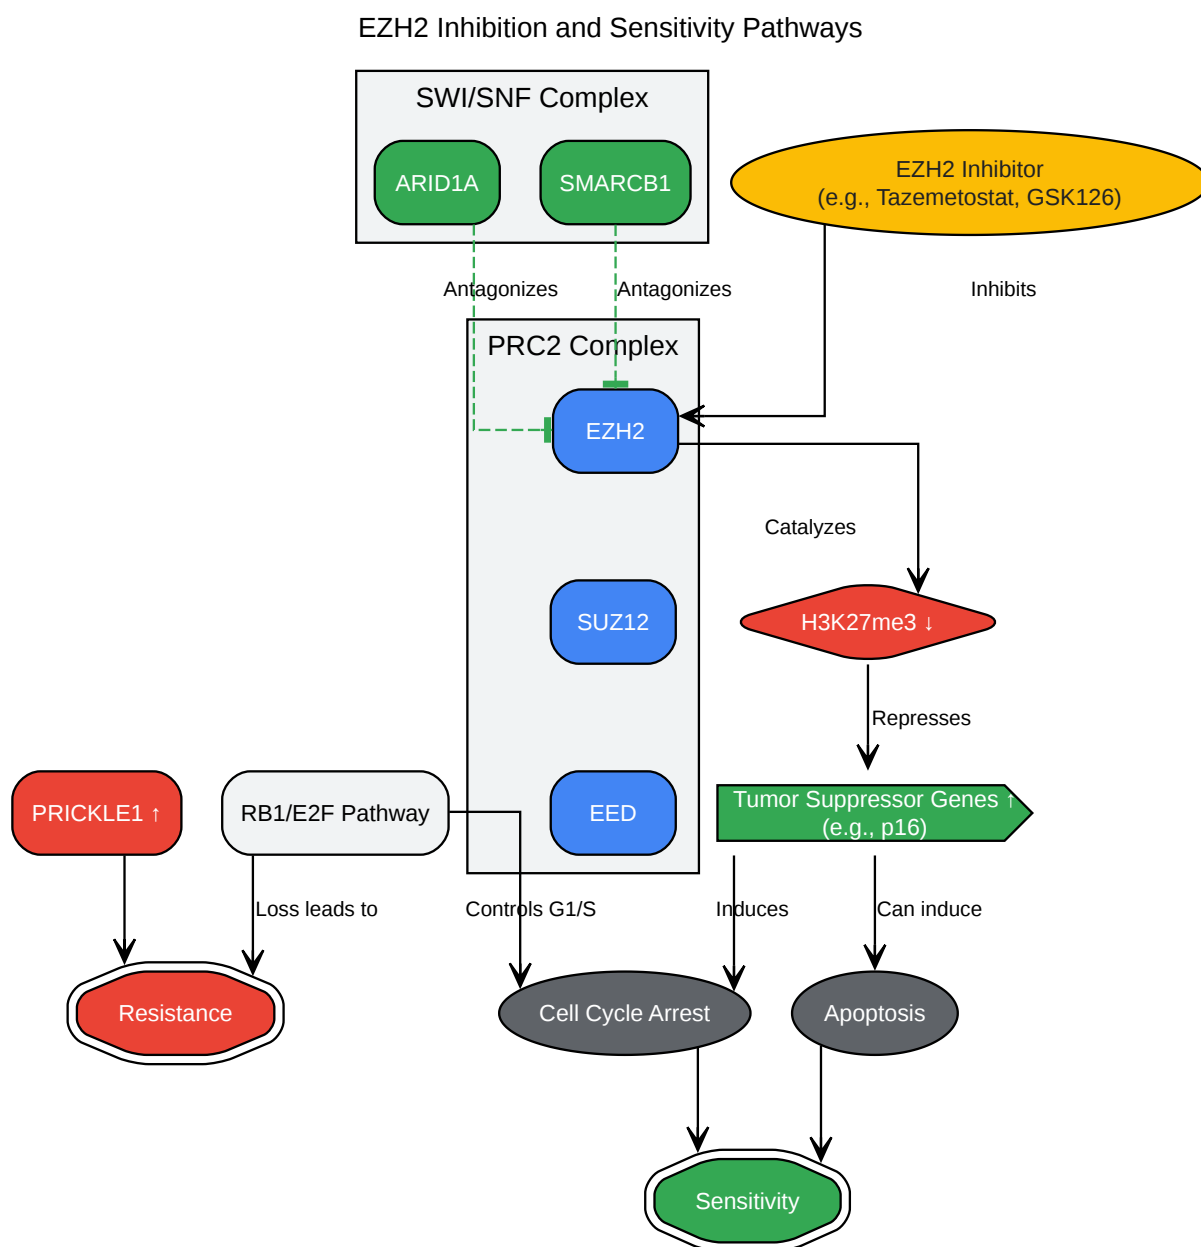 EZH2 Inhibition and Sensitivity Pathways
SWI/SNF Complex
ARID1A
SMARCB1
EZH2 Inhibitor
(e.g., Tazemetostat, GSK126)
Antagonizes
Antagonizes
Inhibits
PRC2 Complex
EZH2
Catalyzes
SUZ12
H3K27me3 ↓
Represses
PRICKLE1 ↑
RB1/E2F Pathway
EED
Tumor Suppressor Genes ↑
(e.g., p16)
Loss leads to
Controls G1/S
Induces
Can induce
Resistance
Cell Cycle Arrest
Apoptosis
Sensitivity